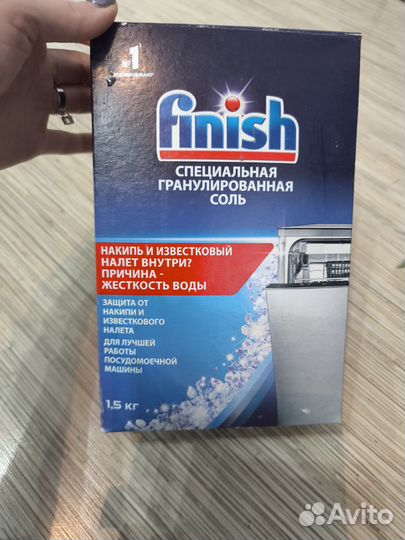 №1
РЕКОМЕНДОВАНО*
finish
СПЕЦИАЛЬНАЯ
ГРАНУЛИРОВАННАЯ
СОЛЬ
НАКИПЬ И ИЗВЕСТКОВЫЙ
НАЛЕТ ВНУТРИ?
ПРИЧИНА -
ЖЕСТКОСТЬ ВОДЫ
ЗАЩИТА ОТ
НАКИПИ И
ИЗВЕСТКОВОГО
НАЛЕТА
ДЛЯ ЛУЧШЕЙ
РАБОТЫ
ПОСУДОМОЕЧНОЙ
МАШИНЫ
1,5 КГ
Avito